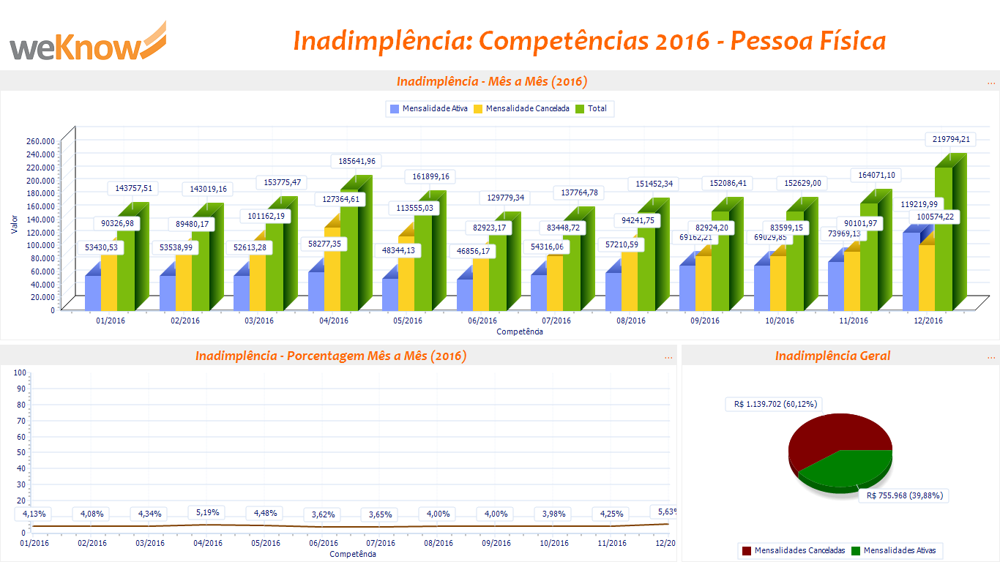 weKnow
Inadimplência: Competências 2016 - Pessoa Física
Inadimplência - Mês a Mês (2016)
...
Mensalidade Ativa Mensalidade Cancelada Total
Valor
260.000
240.000
220.000
200.000
180.000
160.000
140.000
120.000
100.000
80.000
60.000
40.000
20.000
0
53430,53 90326,98 143757,51
53538,99 89480,17 143019,16
52613,28 101162,19 153775,47
58277,35 127364,61 185641,96
48344,13 113555,03 161899,16
46856,17 82923,17 129779,34
54316,06 83448,72 137764,78
57210,59 94241,75 151452,34
69162,21 82924,20 152086,41
69029,85 83599,15 152629,00
73969,13 90101,97 164071,10
119219,99 100574,22 219794,21
01/2016 02/2016 03/2016 04/2016 05/2016 06/2016 07/2016 08/2016 09/2016 10/2016 11/2016 12/2016
Competência
Inadimplência - Porcentagem Mês a Mês (2016)
...
100
90
80
70
60
50
40
30
20
0
4,13% 4,08% 4,34% 5,19% 4,48% 3,62% 3,65% 4,00% 4,00% 3,98% 4,25% 5,63%
01/2016 02/2016 03/2016 04/2016 05/2016 06/2016 07/2016 08/2016 09/2016 10/2016 11/2016 12/20
Competência
Inadimplência Geral
...
R$ 1.139.702 (60,12%)
R$ 755.968 (39,88%)
Mensalidades Canceladas Mensalidades Ativas